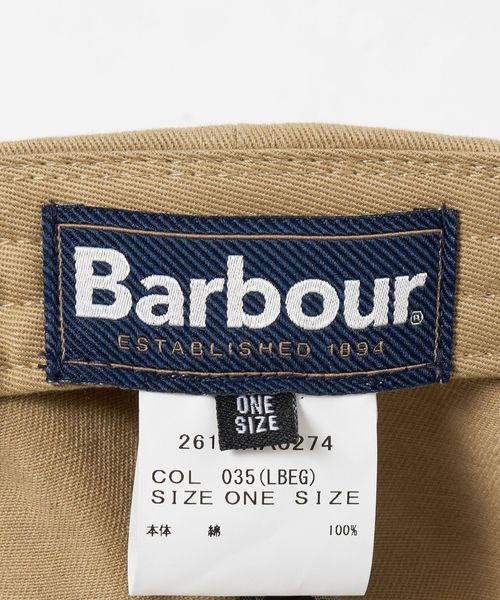 Barbour®
ESTABLISHED 1894
ONE
SIZE
COL 035(LBEG)
SIZE ONE SIZE
本体 綿 100%